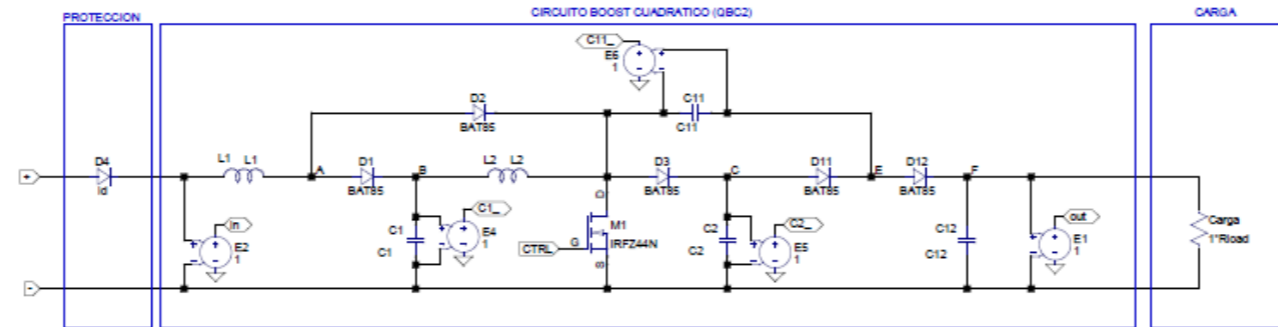 PROTECCION
CIRCUITO BOOST CUADRATICO (QBC2)
CARGA
C11_
E6
1
D2
BAT85
C11
C11
D4
Id
L1 L1
A
D1
BAT85
B
L2 L2
D
D3
BAT85
C
D11
BAT85
E
D12
BAT85
F
in
E2
1
C1
C1
C1_
E4
1
CTRL
G
M1
IRFZ44N
S
C2
C2
C2_
E5
1
C12
C12
out
E1
1
Carga
1*Rload
+
-